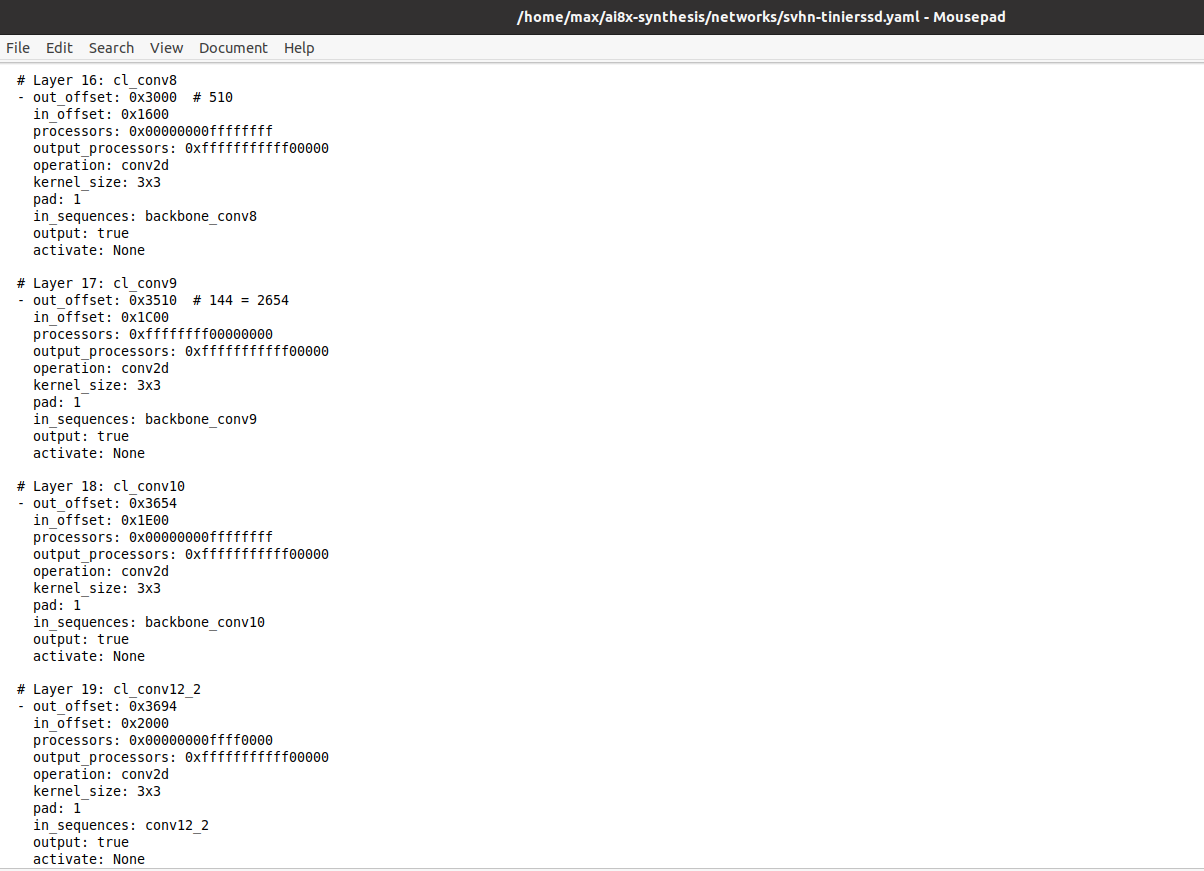 /home/max/ai8x-synthesis/networks/svhn-tinierssd.yaml - Mousepad
File Edit Search View Document Help
# Layer 16: cl_conv8
- out_offset: 0x3000  # 510
  in_offset: 0x1600
  processors: 0x00000000ffffffff
  output_processors: 0xfffffffffff00000
  operation: conv2d
  kernel_size: 3x3
  pad: 1
  in_sequences: backbone_conv8
  output: true
  activate: None

# Layer 17: cl_conv9
- out_offset: 0x3510  # 144 = 2654
  in_offset: 0x1C00
  processors: 0xffffffff00000000
  output_processors: 0xfffffffffff00000
  operation: conv2d
  kernel_size: 3x3
  pad: 1
  in_sequences: backbone_conv9
  output: true
  activate: None

# Layer 18: cl_conv10
- out_offset: 0x3654
  in_offset: 0x1E00
  processors: 0x00000000ffffffff
  output_processors: 0xfffffffffff00000
  operation: conv2d
  kernel_size: 3x3
  pad: 1
  in_sequences: backbone_conv10
  output: true
  activate: None

# Layer 19: cl_conv12_2
- out_offset: 0x3694
  in_offset: 0x2000
  processors: 0x00000000ffff0000
  output_processors: 0xfffffffffff00000
  operation: conv2d
  kernel_size: 3x3
  pad: 1
  in_sequences: conv12_2
  output: true
  activate: None